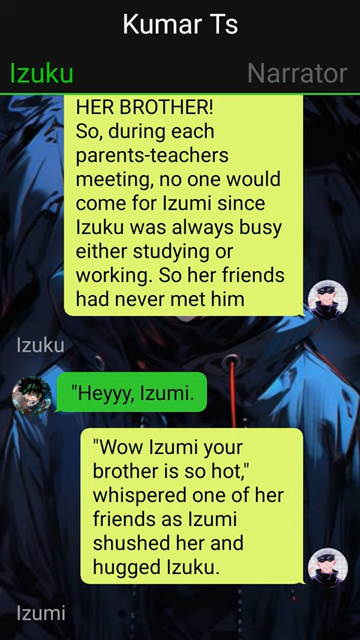 Kumar Ts
Izuku Narrator
HER BROTHER!
So, during each
parents-teachers
meeting, no one would
come for Izumi since
Izuku was always busy
either studying or
working. So her friends
had never met him
Izuku
"Heyyy, Izumi.
"Wow Izumi your
brother is so hot,"
whispered one of her
friends as Izumi
shushed her and
hugged Izuku.
Izumi